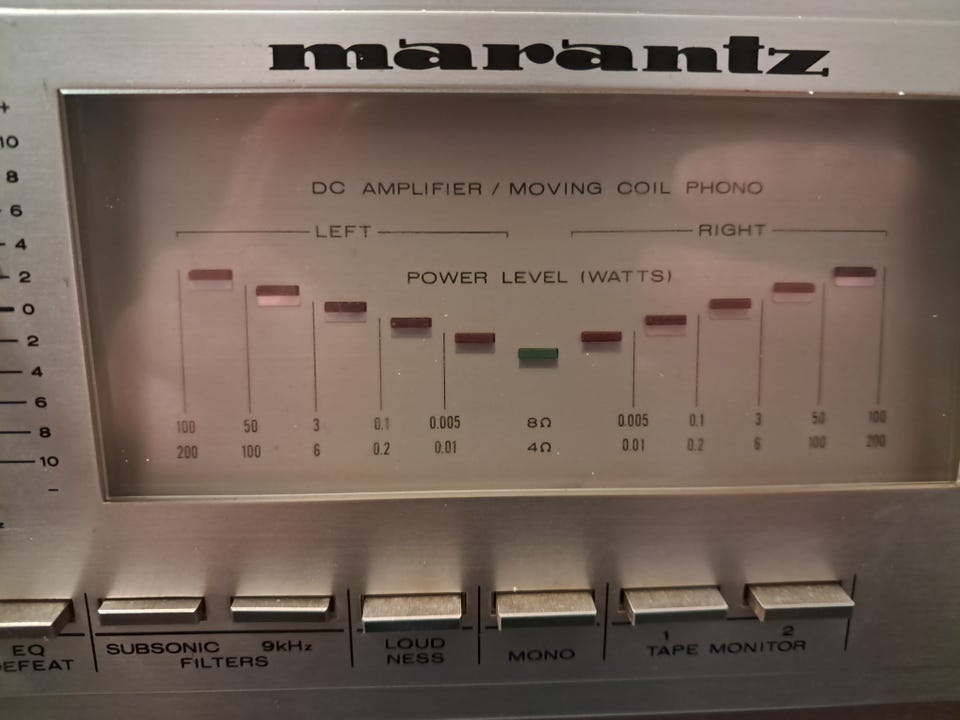 marantz
+
10
8
6
4
2
0
2
4
6
8
10
−
DC AMPLIFIER / MOVING COIL PHONO
LEFT RIGHT
POWER LEVEL (WATTS)
100 50 3 0.1 0.005 8Ω 0.005 0.1 3 50 100
200 100 6 0.2 0.01 4Ω 0.01 0.2 6 100 200
EQ
DEFEAT
SUBSONIC 9kHz
FILTERS
LOUD
NESS
MONO
1 2
TAPE MONITOR